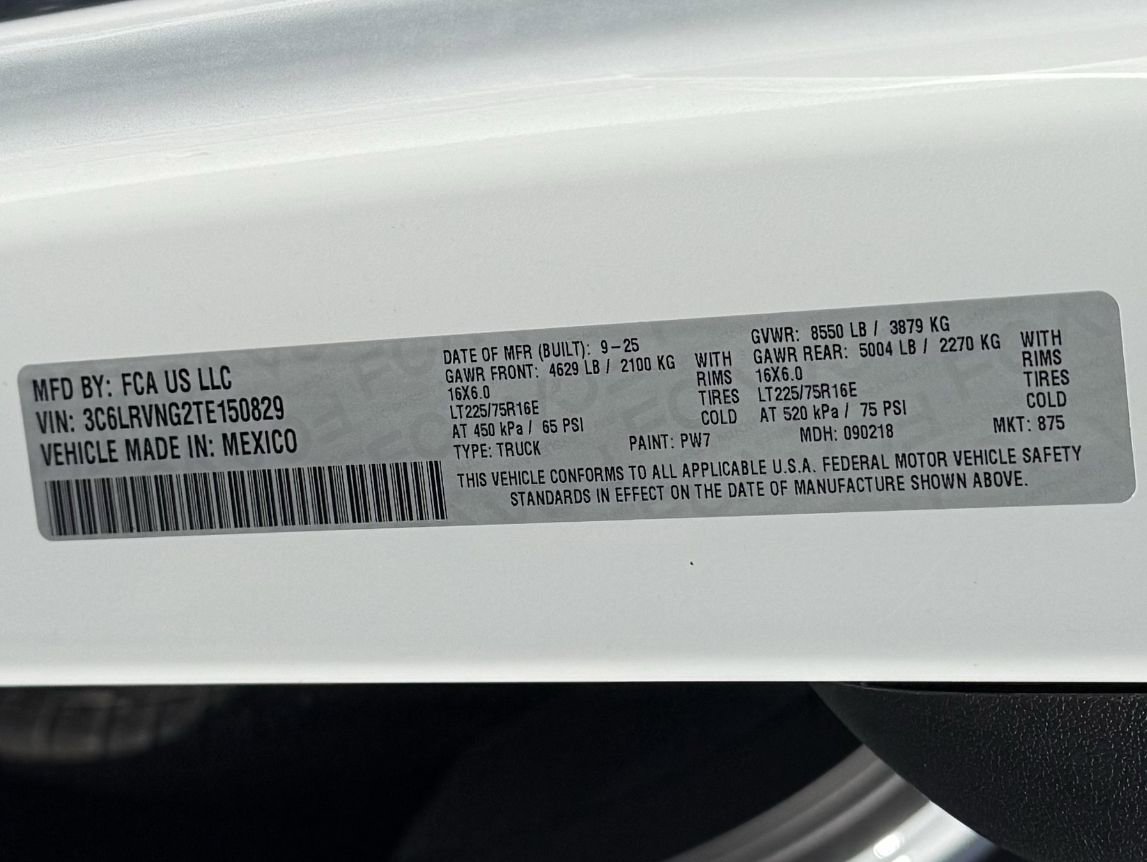 MFD BY: FCA US LLC
VIN: 3C6LRVNG2TE150829
VEHICLE MADE IN: MEXICO
DATE OF MFR (BUILT): 9-25
GAWR FRONT: 4629 LB / 2100 KG WITH
16X6.0 RIMS
LT225/75R16E TIRES
AT 450 kPa / 65 PSI COLD
TYPE: TRUCK PAINT: PW7
GVWR: 8550 LB / 3879 KG
GAWR REAR: 5004 LB / 2270 KG WITH
16X6.0 RIMS
LT225/75R16E TIRES
AT 520 kPa / 75 PSI COLD
MDH: 090218 MKT: 875
THIS VEHICLE CONFORMS TO ALL APPLICABLE U.S.A. FEDERAL MOTOR VEHICLE SAFETY
STANDARDS IN EFFECT ON THE DATE OF MANUFACTURE SHOWN ABOVE.